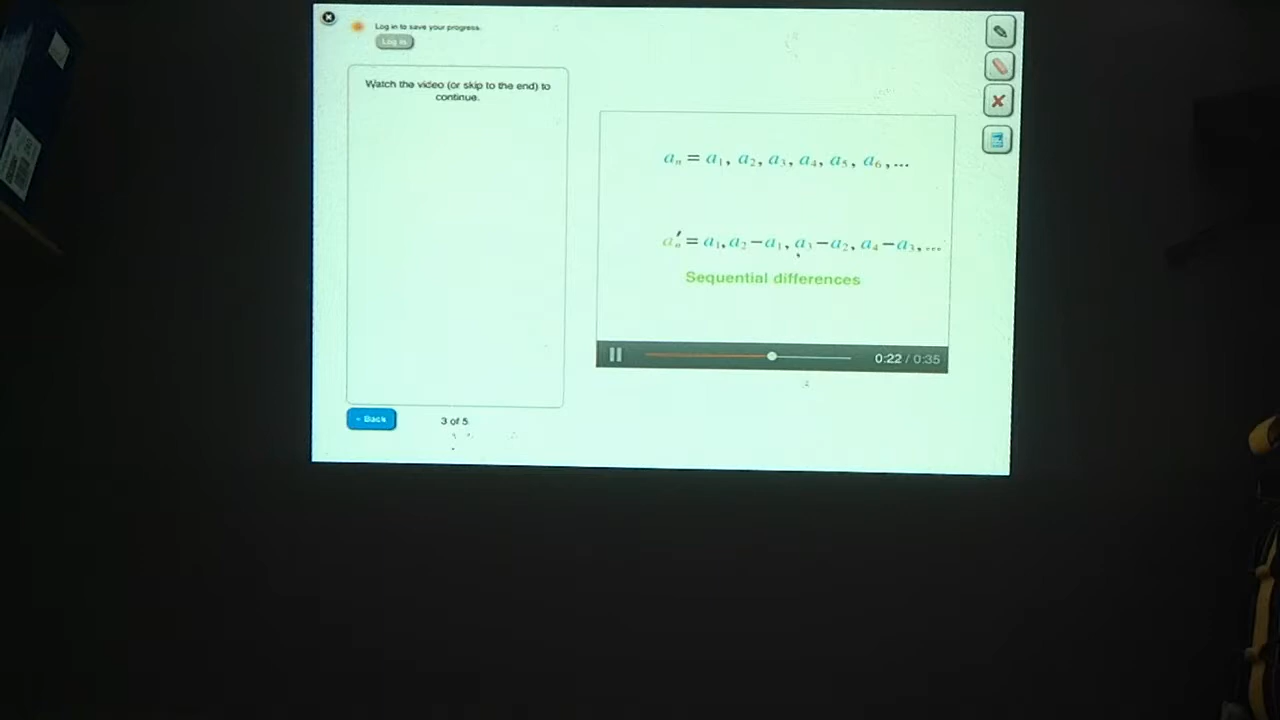 Log in to save your progress.
Log in
Watch the video (or skip to the end) to
continue.
aₙ = a₁, a₂, a₃, a₄, a₅, a₆, ...
aₙ′ = a₁, a₂−a₁, a₃−a₂, a₄−a₃, ...
Sequential differences
0:22 / 0:35
« Back
3 of 5